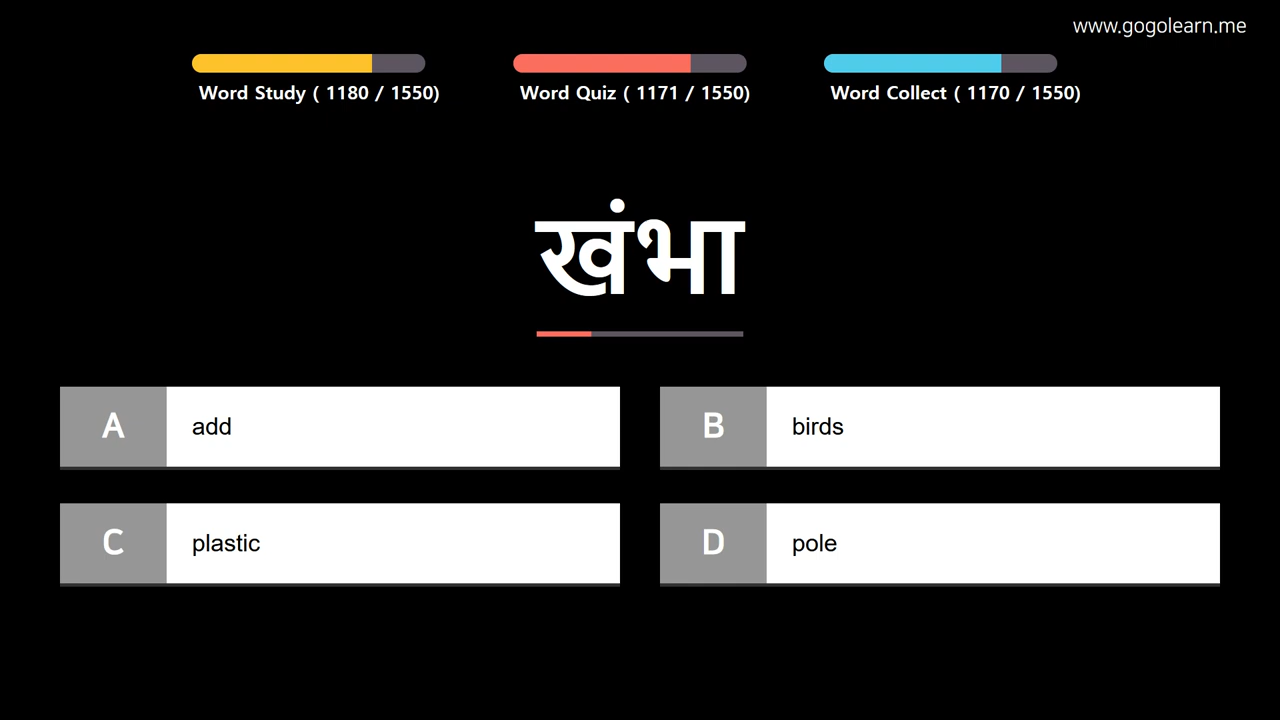 www.gogolearn.me
Word Study ( 1180 / 1550)
Word Quiz ( 1171 / 1550)
Word Collect ( 1170 / 1550)
खंभा
A add
B birds
C plastic
D pole